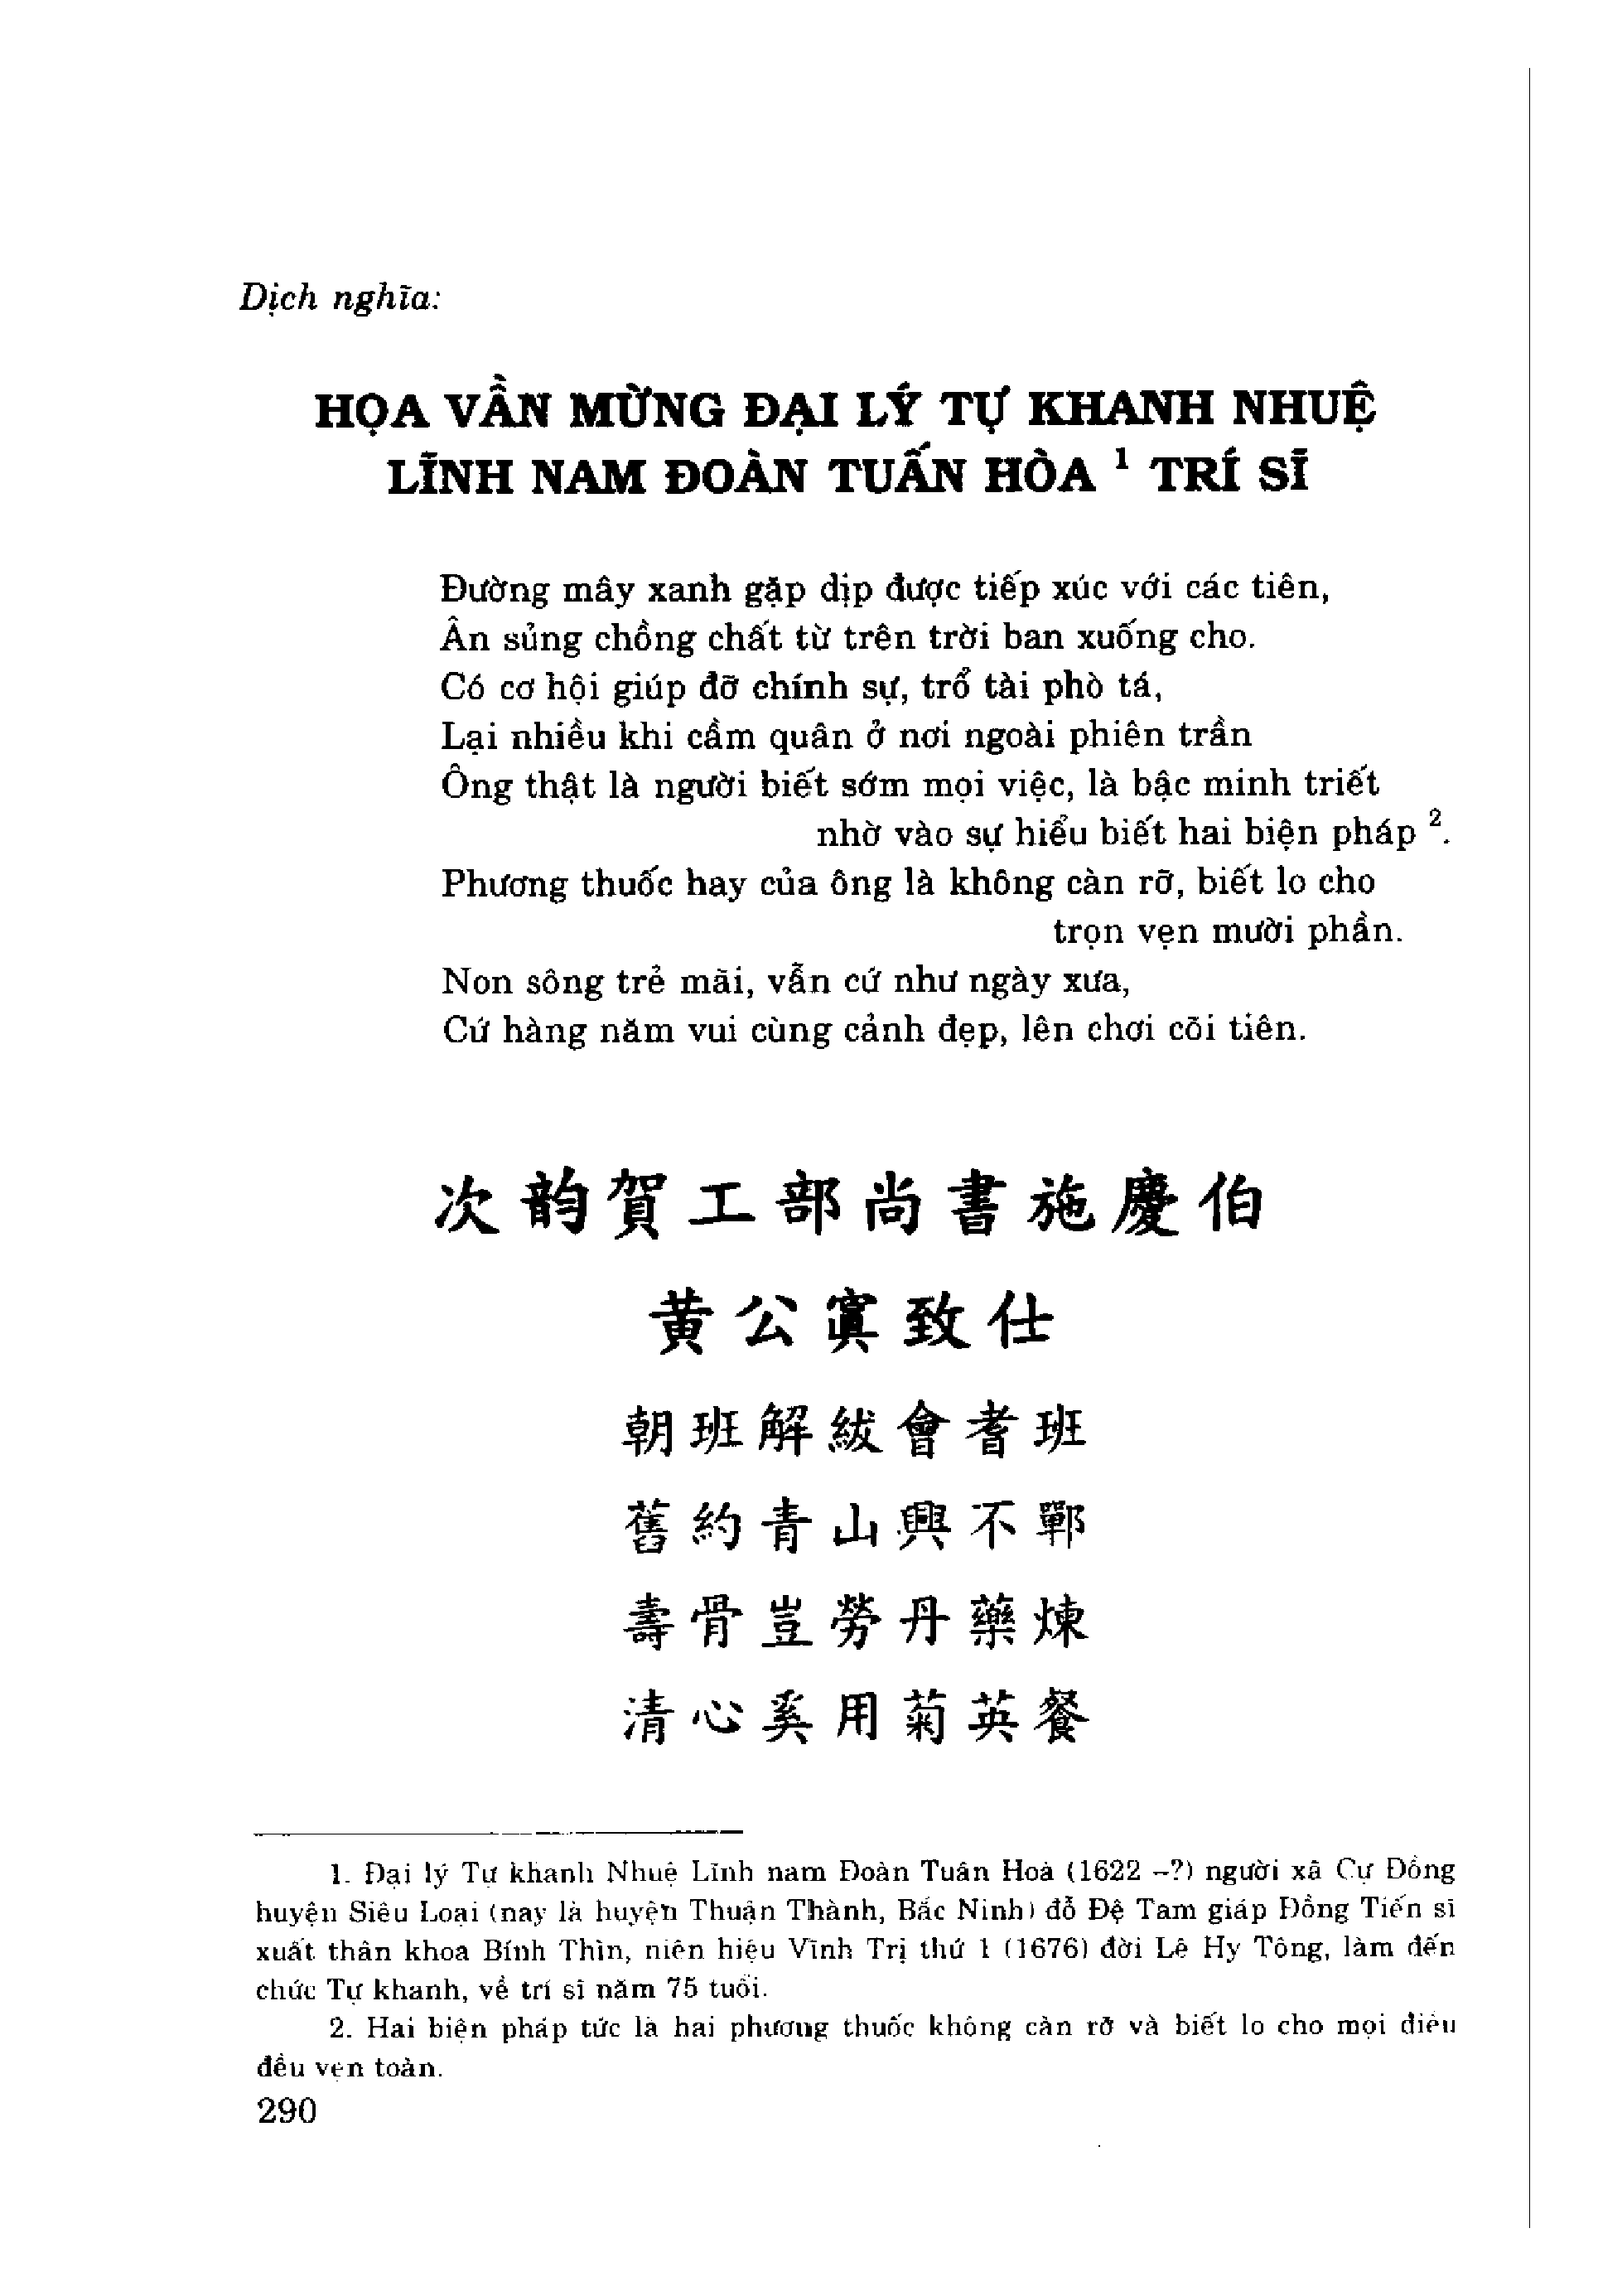 Dịch nghĩa:
HỌA VẦN MỪNG ĐẠI LÝ TỰ KHANH NHUỆ
LĨNH NAM ĐOÀN TUẤN HÒA ¹ TRÍ SĨ
Đường mây xanh gặp dịp được tiếp xúc với các tiên,
Ân sủng chồng chất từ trên trời ban xuống cho.
Có cơ hội giúp đỡ chính sự, trổ tài phò tá,
Lại nhiều khi cầm quân ở nơi ngoài phiên trần
Ông thật là người biết sớm mọi việc, là bậc minh triết
nhờ vào sự hiểu biết hai biện pháp ².
Phương thuốc hay của ông là không càn rỡ, biết lo cho
trọn vẹn mười phần.
Non sông trẻ mãi, vẫn cứ như ngày xưa,
Cứ hàng năm vui cùng cảnh đẹp, lên chơi cõi tiên.
次韵賀工部尚書施慶伯
黄公寘致仕
朝班解紱會耆班
舊約青山興不鄲
壽骨豈勞丹藥煉
清心奚用菊英餐
1. Đại lý Tự khanh Nhuệ Lĩnh nam Đoàn Tuấn Hoà (1622 –?) người xã Cự Đồng
huyện Siêu Loại (nay là huyện Thuận Thành, Bắc Ninh) đỗ Đệ Tam giáp Đồng Tiến sĩ
xuất thân khoa Bính Thìn, niên hiệu Vĩnh Trị thứ 1 (1676) đời Lê Hy Tông, làm đến
chức Tự khanh, về trí sĩ năm 75 tuổi.
2. Hai biện pháp tức là hai phương thuốc không càn rỡ và biết lo cho mọi điều
đều vẹn toàn.
290